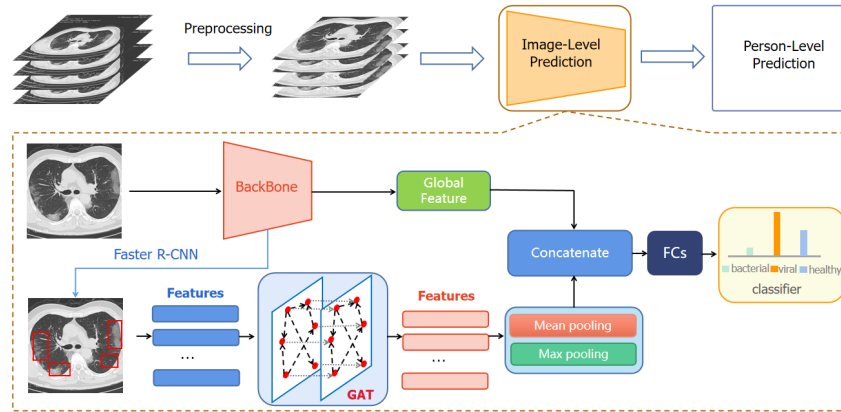 Preprocessing
Image-Level
Prediction
Person-Level
Prediction
BackBone
Global
Feature
Faster R-CNN
Concatenate
FCs
bacterial
viral
healthy
classifier
Features
...
GAT
Features
...
Mean pooling
Max pooling